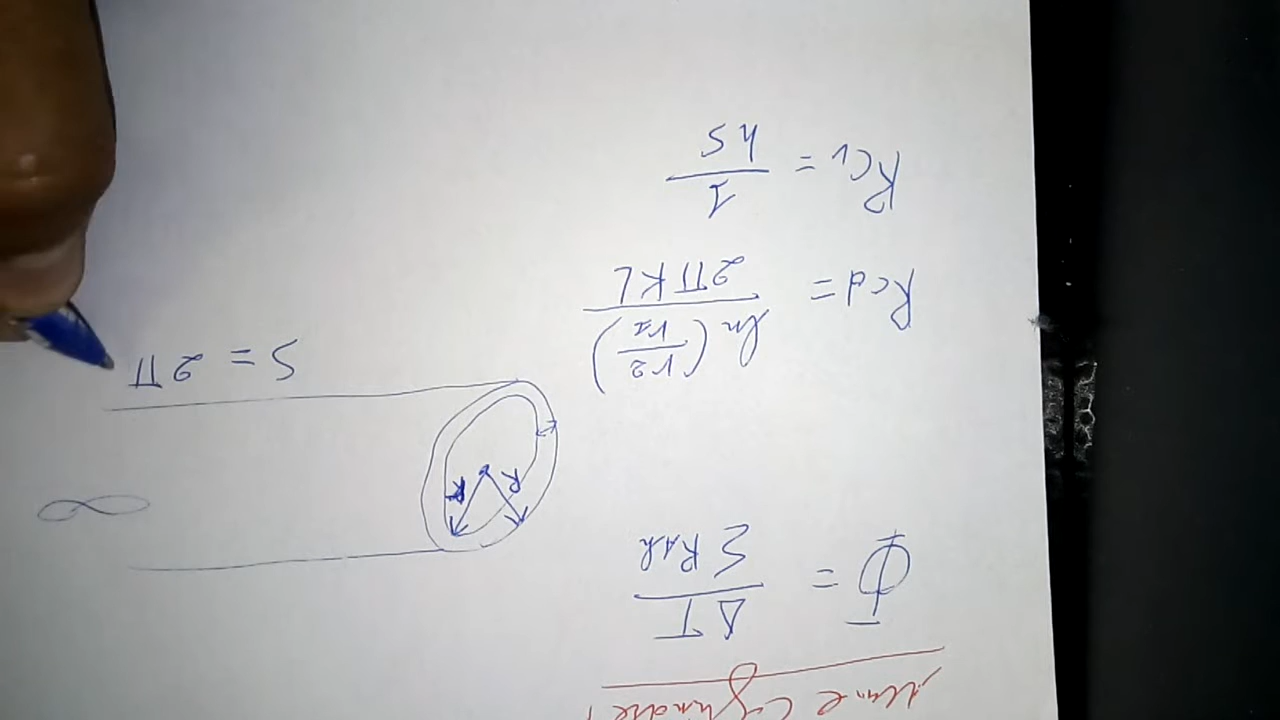 Φ = ΔT / Σ Rth
Rcd = ln(r2/r1) / 2πKL
Rcv = 1 / hS
R R
∞
S = 2π